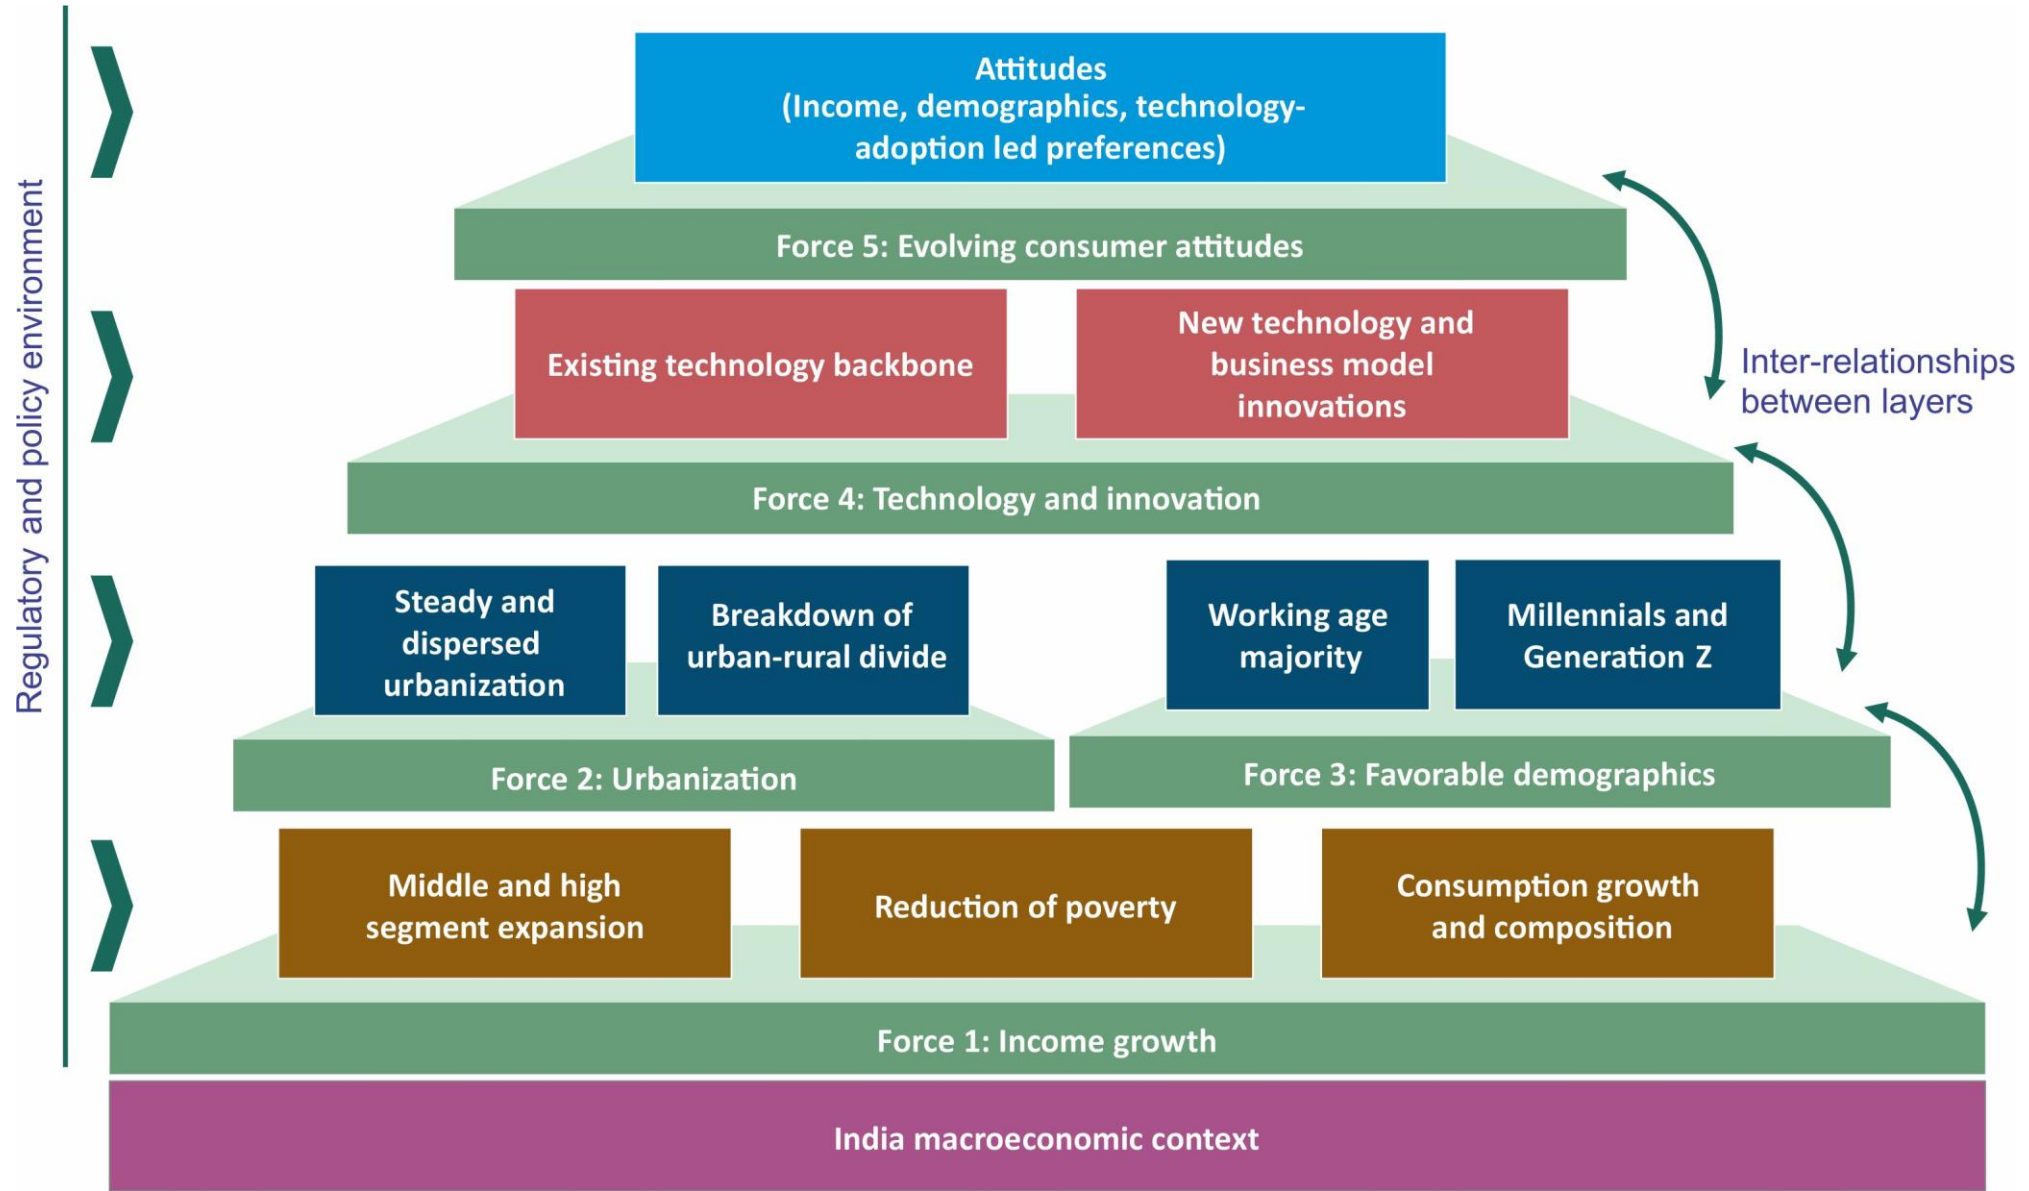 Regulatory and policy environment
Attitudes
(Income, demographics, technology-
adoption led preferences)
Force 5: Evolving consumer attitudes
Existing technology backbone
New technology and
business model
innovations
Inter-relationships
between layers
Force 4: Technology and innovation
Steady and
dispersed
urbanization
Breakdown of
urban-rural divide
Working age
majority
Millennials and
Generation Z
Force 2: Urbanization
Force 3: Favorable demographics
Middle and high
segment expansion
Reduction of poverty
Consumption growth
and composition
Force 1: Income growth
India macroeconomic context